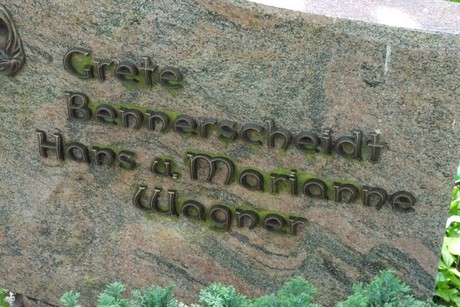 Grete
Bennerscheidt
Hans u. Marianne
Wagner